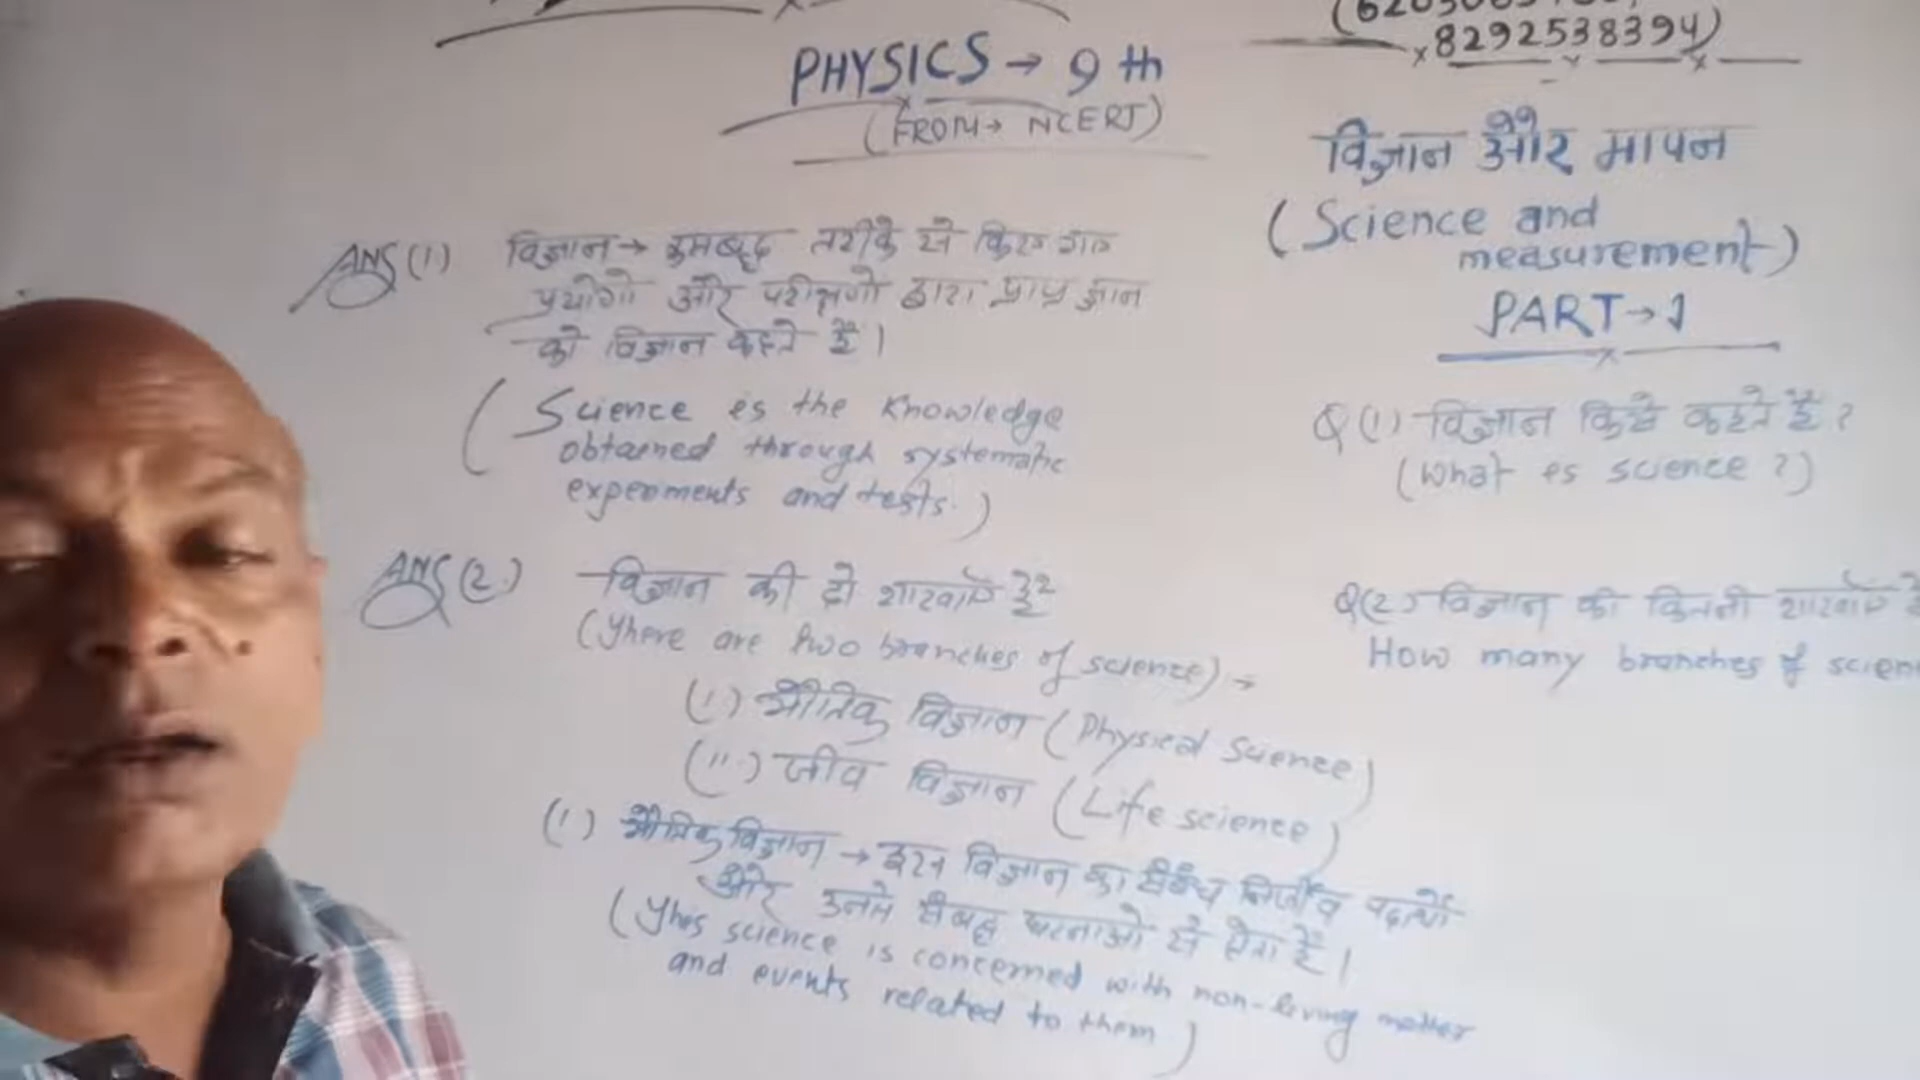 8292538394)
PHYSICS → 9 th
(FROM → NCERT)
विज्ञान और मापन
(Science and
measurement)
PART → 1
ANS (1) विज्ञान → क्रमबद्ध तरीके से किए गए
प्रयोगो और परीक्षणो द्वारा प्राप्त ज्ञान
को विज्ञान कहते हैं।
(Science is the Knowledge
obtained through systematic
experiments and tests.)
Q (1) विज्ञान किसे कहते हैं?
(What is science ?)
ANS (2.) विज्ञान की दो शाखाएँ हैं
(There are two branches of science) →
(i) भौतिक विज्ञान (Physical Science)
(ii) जीव विज्ञान (Life science)
Q(2) विज्ञान की कितनी शाखाएँ
How many branches of scien
(i) भौतिक विज्ञान → इस विज्ञान का संबंध निर्जीव पदार्थो
और उनसे संबद्ध घटनाओ से होता हैं।
(This science is concerned with non-living matter
and events related to them)